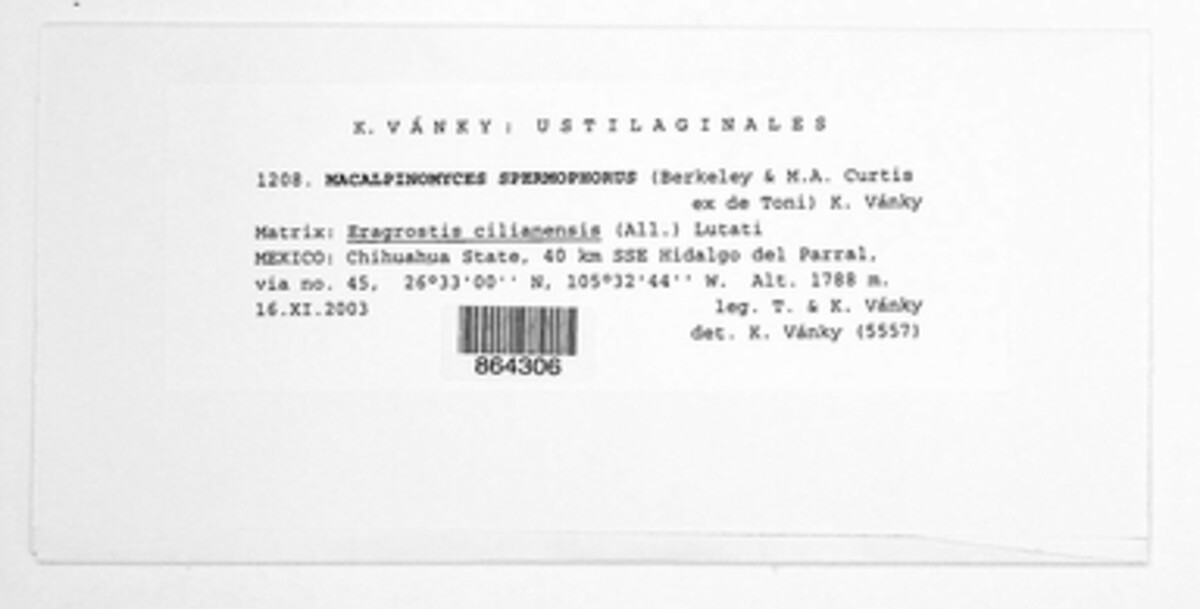 K. VÁNKY: USTILAGINALES
1208. MACALPINOMYCES SPERMOPHORUS (Berkeley & M.A. Curtis
ex de Toni) K. Vánky
Matrix: Eragrostis cilianensis (All.) Lutati
MEXICO: Chihuahua State, 40 km SSE Hidalgo del Parral,
via no. 45, 26°33'00'' N, 105°32'44'' W. Alt. 1788 m.
16.XI.2003 leg. T. & K. Vánky
det. K. Vánky (5557)
864306